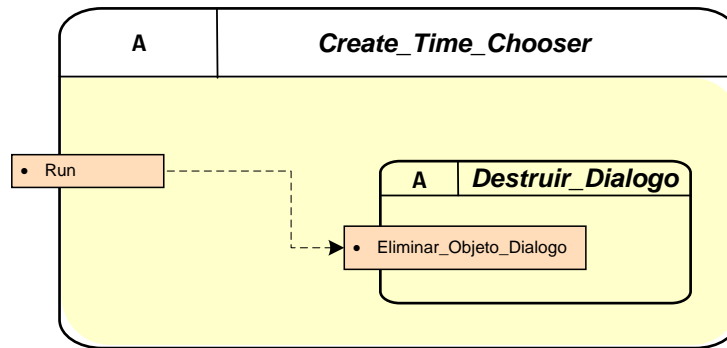 A Create_Time_Chooser
• Run
A Destruir_Dialogo
• Eliminar_Objeto_Dialogo